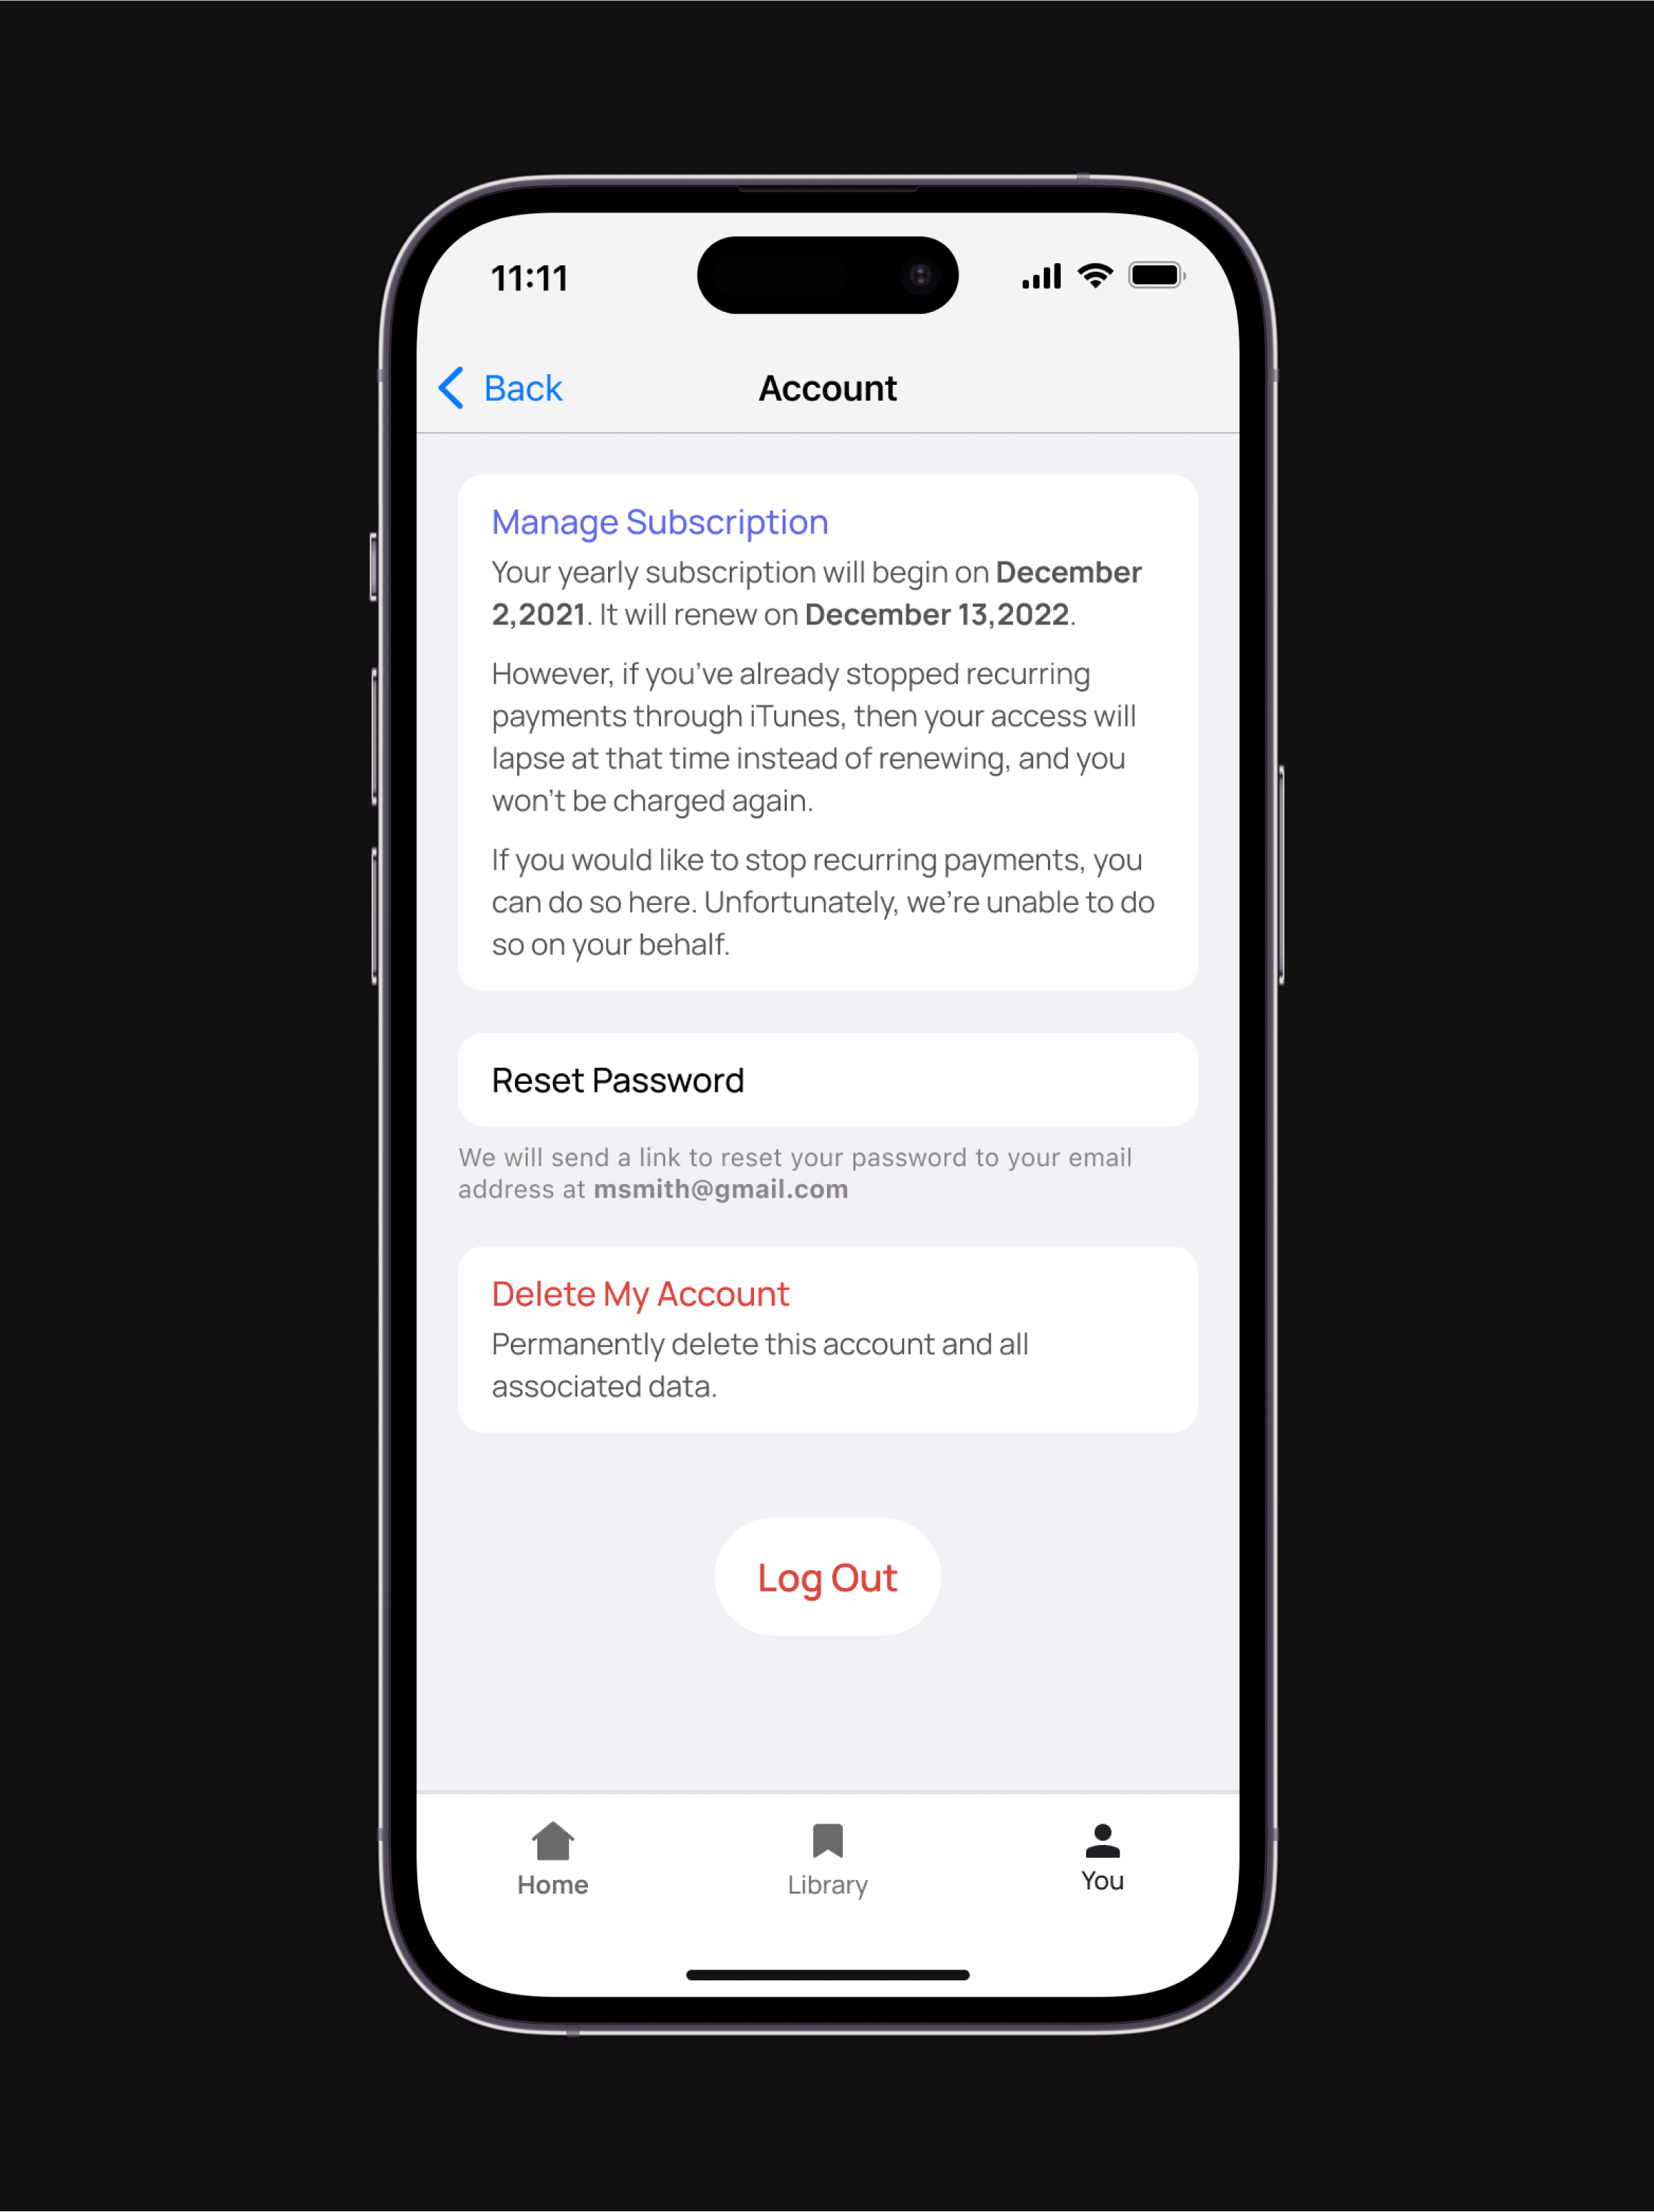 11:11
Back
Account
Manage Subscription
Your yearly subscription will begin on December
2,2021. It will renew on December 13,2022.
However, if you’ve already stopped recurring
payments through iTunes, then your access will
lapse at that time instead of renewing, and you
won’t be charged again.
If you would like to stop recurring payments, you
can do so here. Unfortunately, we’re unable to do
so on your behalf.
Reset Password
We will send a link to reset your password to your email
address at msmith@gmail.com
Delete My Account
Permanently delete this account and all
associated data.
Log Out
Home
Library
You